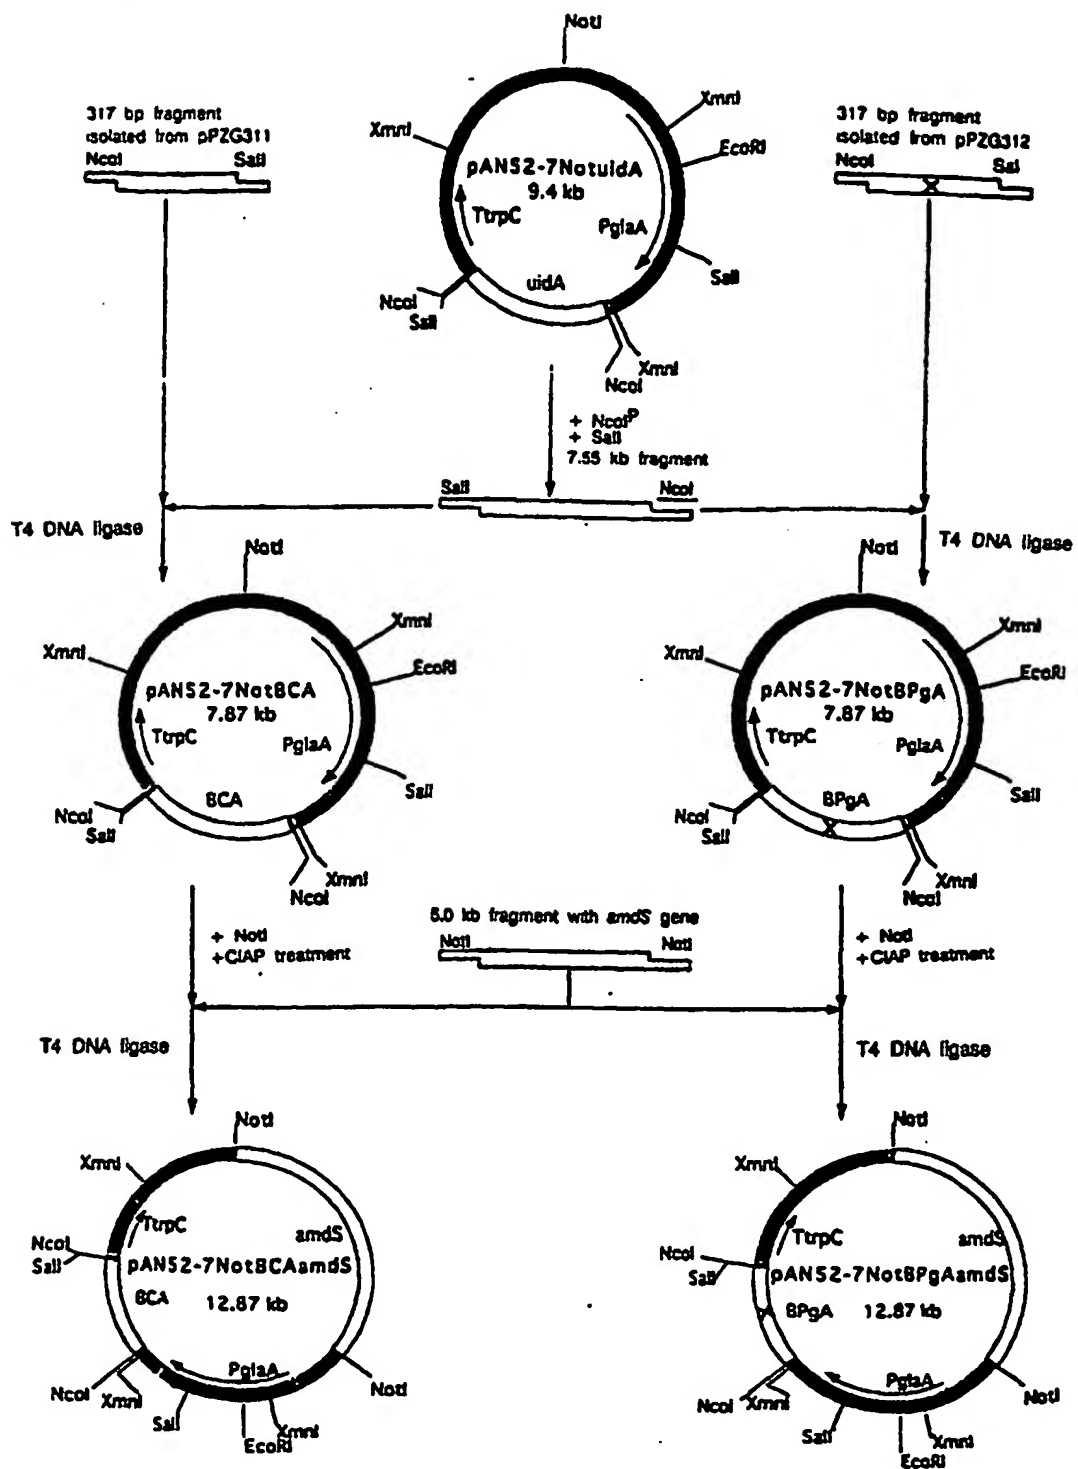 NotI
317 bp fragment
isolated from pPZG311
NcoI SalI
XmnI
XmnI
EcoRI
317 bp fragment
isolated from pPZG312
NcoI Sal
pAN52-7NotuidA
9.4 kb
TtrpC
PglaA
SalI
uidA
NcoI
SalI
XmnI
NcoI
+ NcoIP
+ SalI
7.55 kb fragment
SalI NcoI
T4 DNA ligase
T4 DNA ligase
NotI
XmnI
XmnI
EcoRI
pAN52-7NotBCA
7.87 kb
TtrpC
PglaA
SalI
BCA
NcoI
SalI
XmnI
NcoI
NotI
XmnI
XmnI
EcoRI
pAN52-7NotBPgA
7.87 kb
TtrpC
PglaA
SalI
BPgA
NcoI
SalI
XmnI
NcoI
+ NotI
+CIAP treatment
5.0 kb fragment with amdS gene
NotI NotI
+ NotI
+CIAP treatment
T4 DNA ligase
T4 DNA ligase
NotI
XmnI
TtrpC
amdS
NcoI
SalI
pAN52-7NotBCAamdS
BCA 12.87 kb
PglaA
NotI
NcoI
XmnI
SalI
XmnI
EcoRI
NotI
XmnI
TtrpC
amdS
NcoI
SalI
pAN52-7NotBPgAamdS
BPgA 12.87 kb
PglaA
NotI
NcoI
XmnI
SalI
XmnI
EcoRI